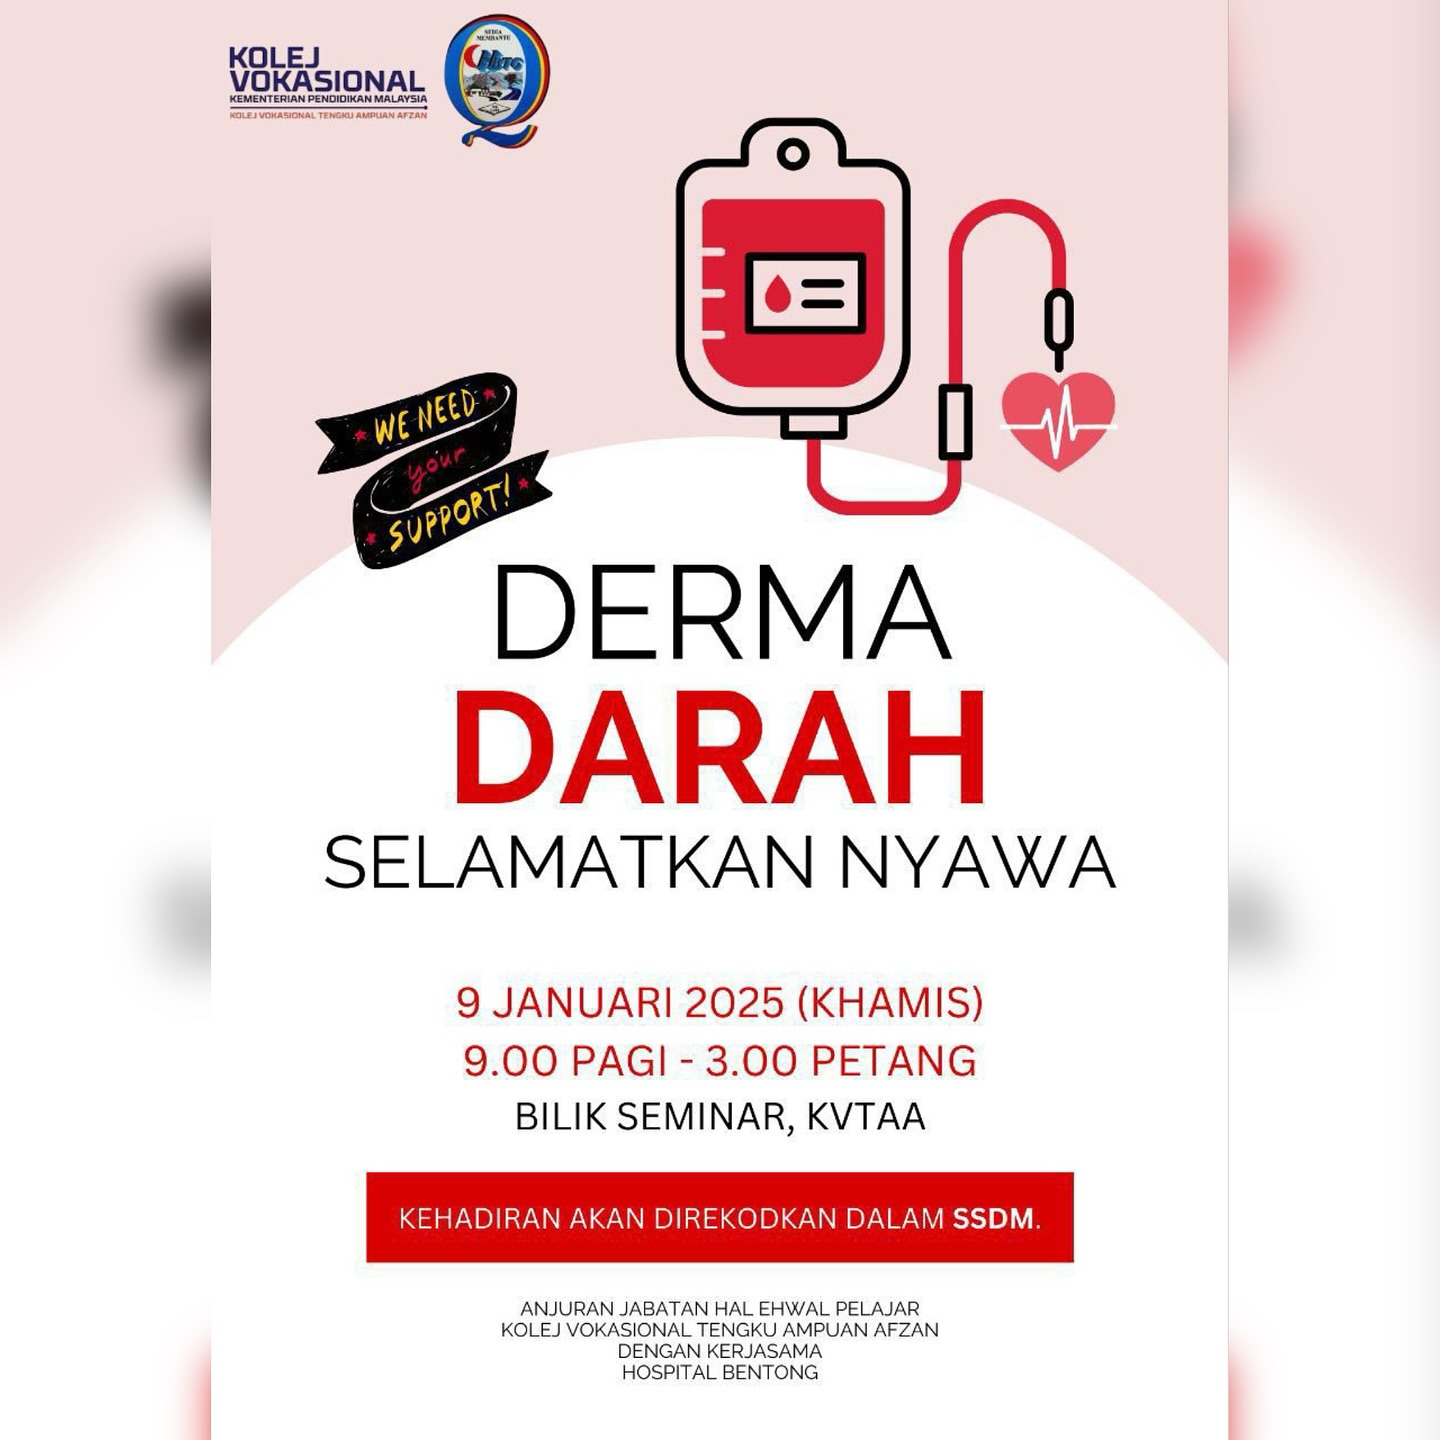 KOLEJ
VOKASIONAL
KEMENTERIAN PENDIDIKAN MALAYSIA
KOLEJ VOKASIONAL TENGKU AMPUAN AFZAN
SEDIA
MEMBANTU
WE NEED
your
SUPPORT!
DERMA
DARAH
SELAMATKAN NYAWA
9 JANUARI 2025 (KHAMIS)
9.00 PAGI - 3.00 PETANG
BILIK SEMINAR, KVTAA
KEHADIRAN AKAN DIREKODKAN DALAM SSDM.
ANJURAN JABATAN HAL EHWAL PELAJAR
KOLEJ VOKASIONAL TENGKU AMPUAN AFZAN
DENGAN KERJASAMA
HOSPITAL BENTONG